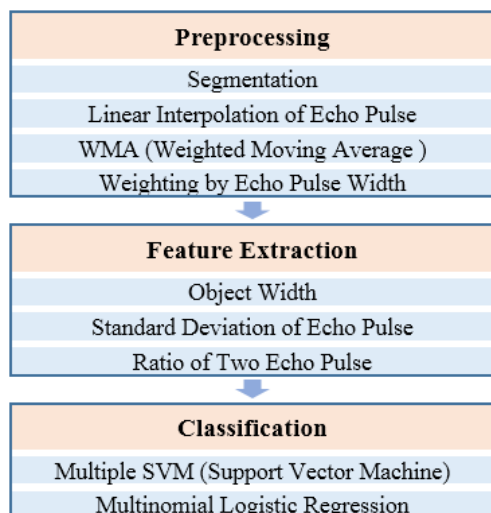 Preprocessing
Segmentation
Linear Interpolation of Echo Pulse
WMA (Weighted Moving Average )
Weighting by Echo Pulse Width
Feature Extraction
Object Width
Standard Deviation of Echo Pulse
Ratio of Two Echo Pulse
Classification
Multiple SVM (Support Vector Machine)
Multinomial Logistic Regression